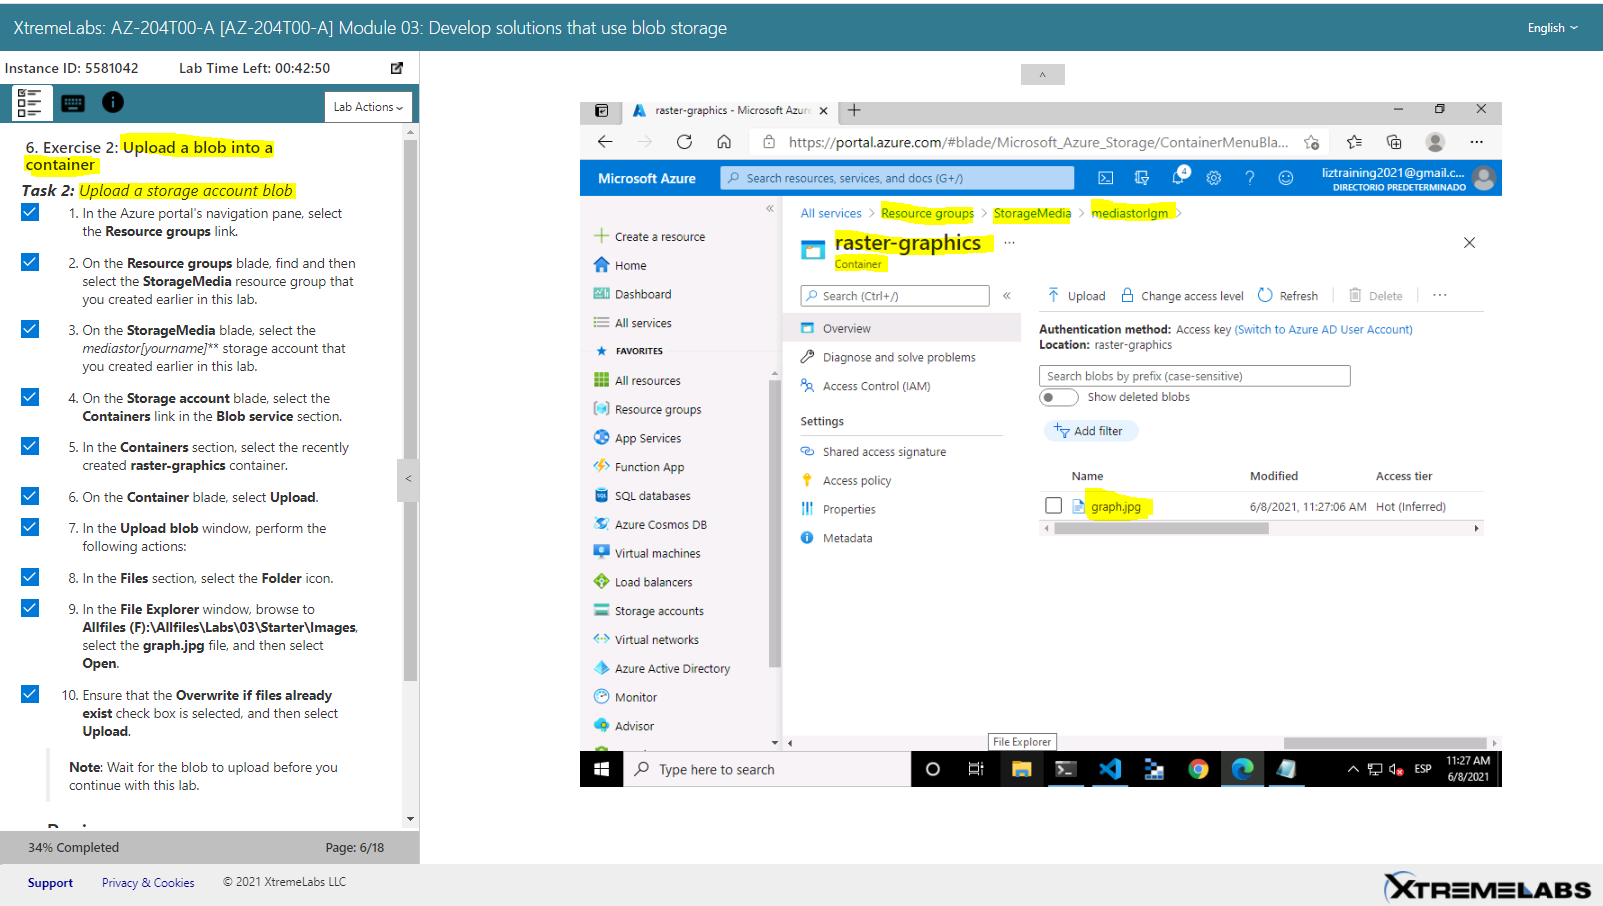 XtremeLabs: AZ-204T00-A [AZ-204T00-A] Module 03: Develop solutions that use blob storage
English
Instance ID: 5581042
Lab Time Left: 00:42:50
Lab Actions
6. Exercise 2: Upload a blob into a
container
Task 2: Upload a storage account blob
1. In the Azure portal's navigation pane, select
the Resource groups link.
2. On the Resource groups blade, find and then
select the StorageMedia resource group that
you created earlier in this lab.
3. On the StorageMedia blade, select the
mediastor[yourname]** storage account that
you created earlier in this lab.
4. On the Storage account blade, select the
Containers link in the Blob service section.
5. In the Containers section, select the recently
created raster-graphics container.
6. On the Container blade, select Upload.
7. In the Upload blob window, perform the
following actions:
8. In the Files section, select the Folder icon.
9. In the File Explorer window, browse to
Allfiles (F):\Allfiles\Labs\03\Starter\Images,
select the graph.jpg file, and then select
Open.
10. Ensure that the Overwrite if files already
exist check box is selected, and then select
Upload.
Note: Wait for the blob to upload before you
continue with this lab.
34% Completed
Page: 6/18
Support
Privacy & Cookies
© 2021 XtremeLabs LLC
XTREMELABS
raster-graphics - Microsoft Azure
https://portal.azure.com/#blade/Microsoft_Azure_Storage/ContainerMenuBla...
Microsoft Azure
Search resources, services, and docs (G+/)
4
liztraining2021@gmail.c...
DIRECTORIO PREDETERMINADO
Create a resource
Home
Dashboard
All services
FAVORITES
All resources
Resource groups
App Services
Function App
SQL databases
Azure Cosmos DB
Virtual machines
Load balancers
Storage accounts
Virtual networks
Azure Active Directory
Monitor
Advisor
All services > Resource groups > StorageMedia > mediastorlgm >
raster-graphics ...
Container
Search (Ctrl+/)
Overview
Diagnose and solve problems
Access Control (IAM)
Settings
Shared access signature
Access policy
Properties
Metadata
Upload
Change access level
Refresh
Delete
...
Authentication method: Access key (Switch to Azure AD User Account)
Location: raster-graphics
Search blobs by prefix (case-sensitive)
Show deleted blobs
Add filter
Name Modified Access tier
graph.jpg 6/8/2021, 11:27:06 AM Hot (Inferred)
File Explorer
Type here to search
ESP
11:27 AM
6/8/2021